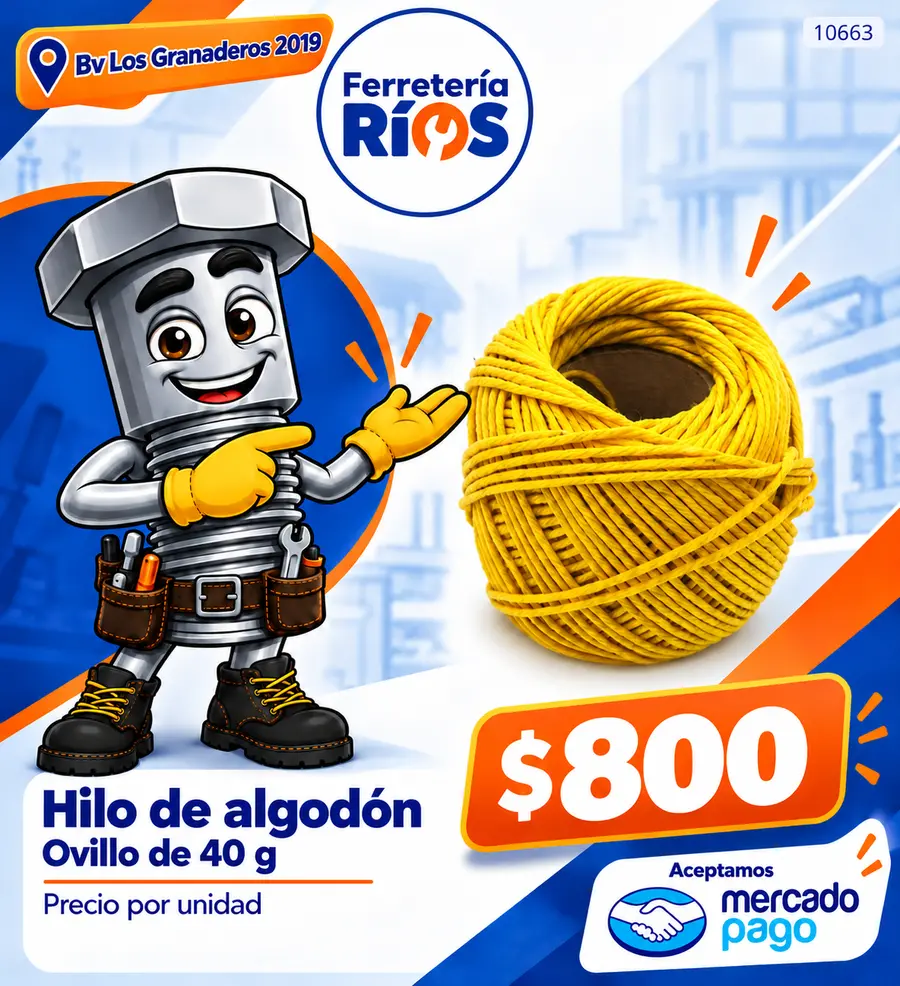 Bv Los Granaderos 2019
Ferretería
RÍOS
10663
$800
Hilo de algodón
Ovillo de 40 g
Precio por unidad
Aceptamos
mercado
pago